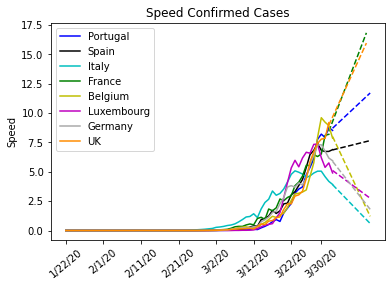 Speed Confirmed Cases
17.5
15.0
12.5
10.0
7.5
5.0
2.5
0.0
Speed
Portugal
Spain
Italy
France
Belgium
Luxembourg
Germany
UK
1/22/20
2/1/20
2/11/20
2/21/20
3/2/20
3/12/20
3/22/20
3/30/20